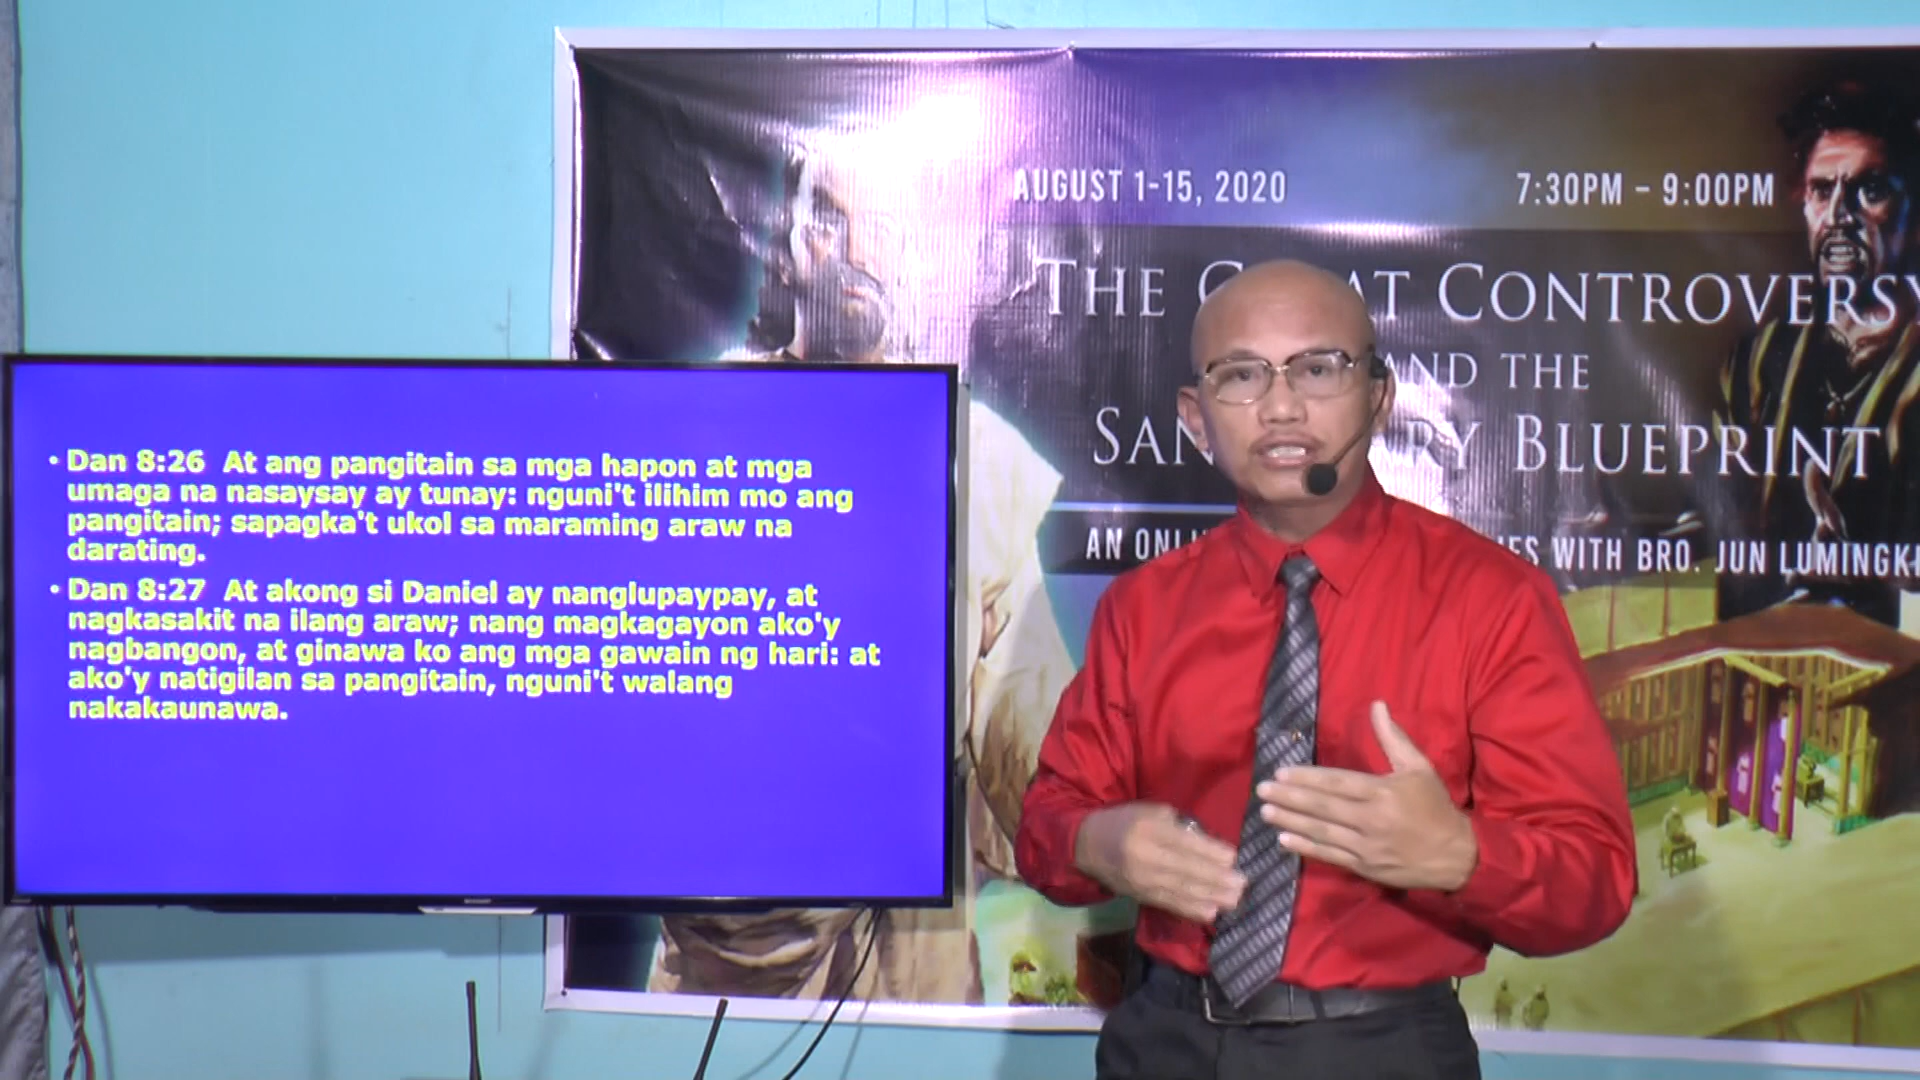 AUGUST 1-15, 2020
7:30PM – 9:00PM
THE CONTROVERSY
AND THE
BLUEPRINT
AN WITH BRO. JUN
• Dan 8:26 At ang pangitain sa mga hapon at mga
umaga na nasaysay ay tunay: nguni't ilihim mo ang
pangitain; sapagka't ukol sa maraming araw na
darating.
• Dan 8:27 At akong si Daniel ay nanglupaypay, at
nagkasakit na ilang araw; nang magkagayon ako'y
nagbangon, at ginawa ko ang mga gawain ng hari: at
ako'y natigilan sa pangitain, nguni't walang
nakakaunawa.